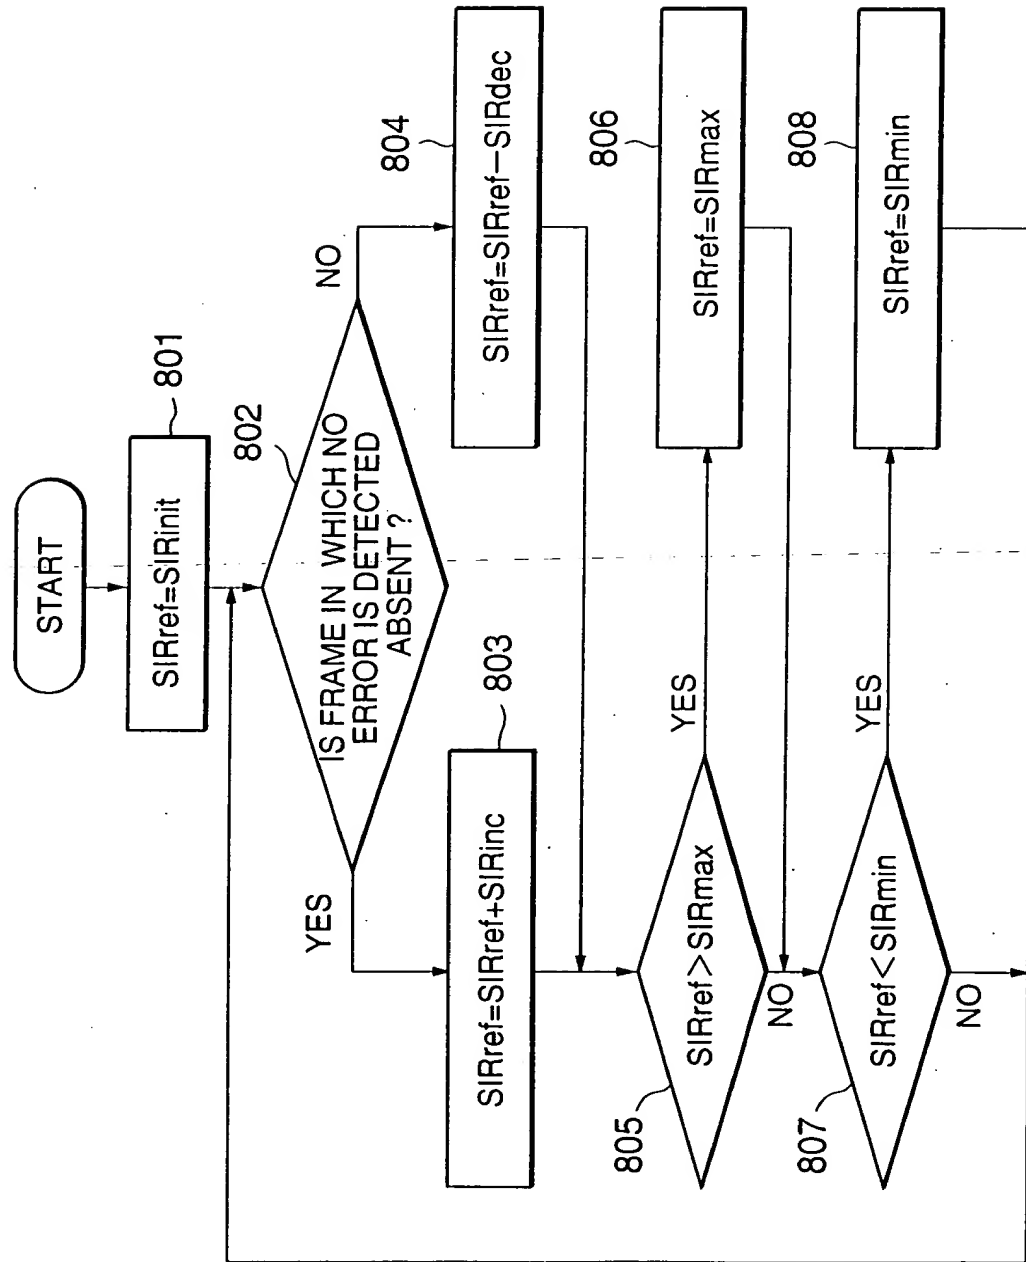 START
801
SIRref=SIRinit
802
IS FRAME IN WHICH NO
ERROR IS DETECTED
ABSENT ?
YES
NO
803
SIRref=SIRref+SIRinc
804
SIRref=SIRref−SIRdec
805
SIRref>SIRmax
YES
NO
806
SIRref=SIRmax
807
SIRref<SIRmin
YES
NO
808
SIRref=SIRmin